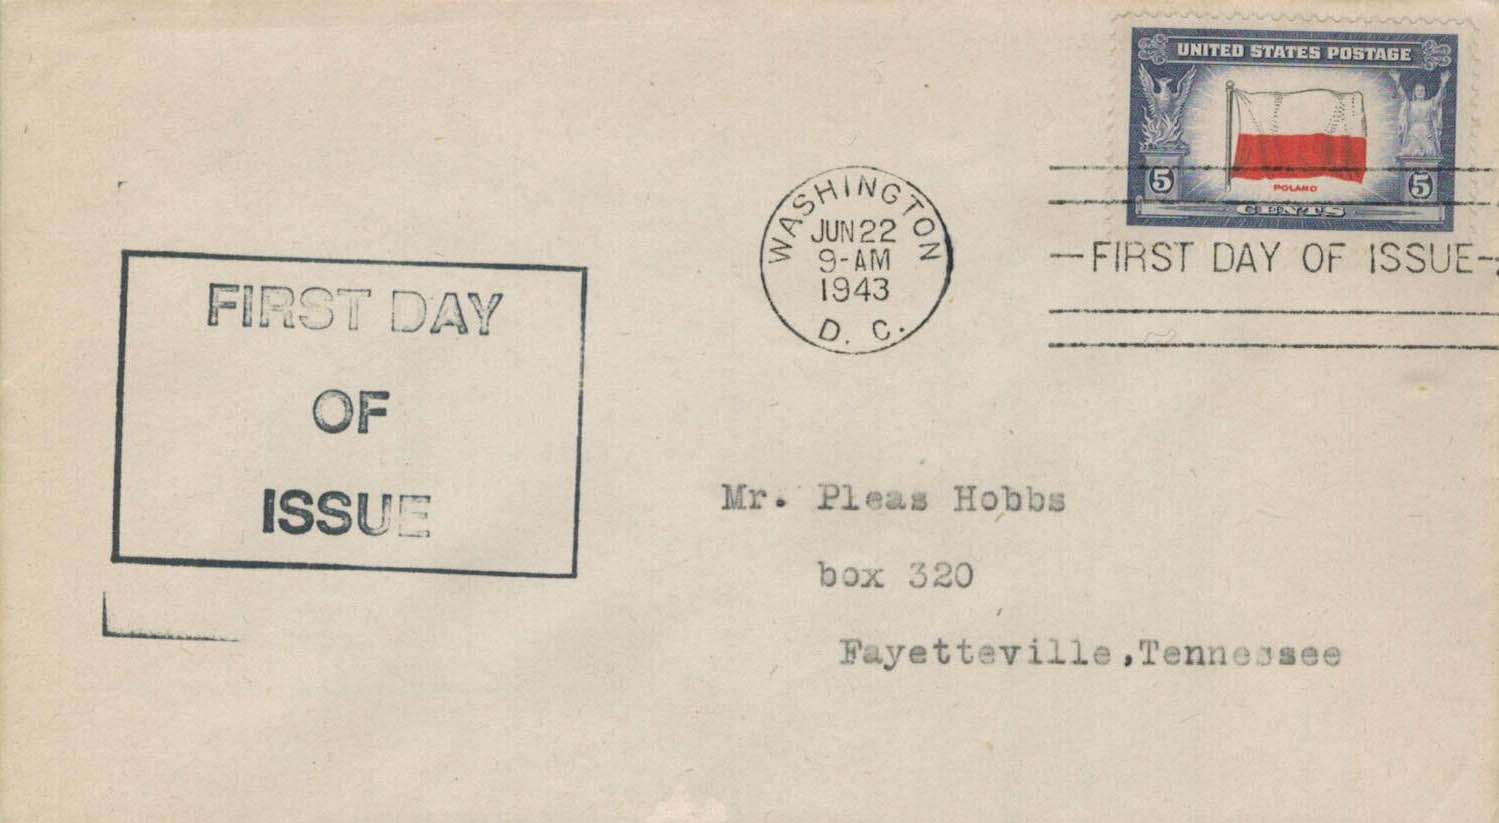 UNITED STATES POSTAGE
POLAND
5 5
CENTS
WASHINGTON
JUN 22
9-AM
1943
D. C.
—FIRST DAY OF ISSUE—
FIRST DAY
OF
ISSUE
Mr. Pleas Hobbs
box 320
Fayetteville,Tennessee